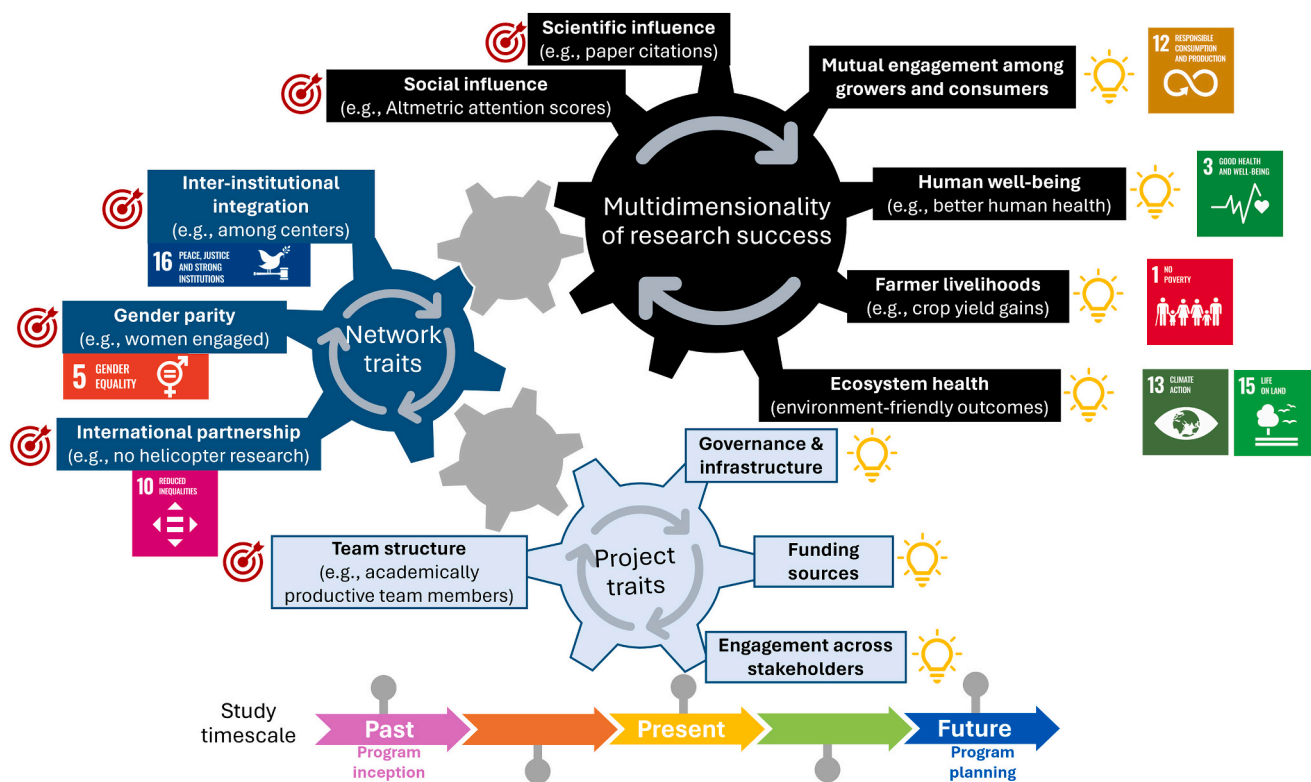 Scientific influence
(e.g., paper citations)
Social influence
(e.g., Altmetric attention scores)
Mutual engagement among
growers and consumers
12 RESPONSIBLE
CONSUMPTION
AND PRODUCTION
Inter-institutional
integration
(e.g., among centers)
16 PEACE, JUSTICE
AND STRONG
INSTITUTIONS
Multidimensionality
of research success
Human well-being
(e.g., better human health)
3 GOOD HEALTH
AND WELL-BEING
Gender parity
(e.g., women engaged)
5 GENDER
EQUALITY
Network
traits
Farmer livelihoods
(e.g., crop yield gains)
1 NO
POVERTY
International partnership
(e.g., no helicopter research)
10 REDUCED
INEQUALITIES
Ecosystem health
(environment-friendly outcomes)
13 CLIMATE
ACTION
15 LIFE
ON LAND
Governance &
infrastructure
Team structure
(e.g., academically
productive team members)
Project
traits
Funding
sources
Engagement across
stakeholders
Study
timescale
Past
Present
Future
Program
inception
Program
planning